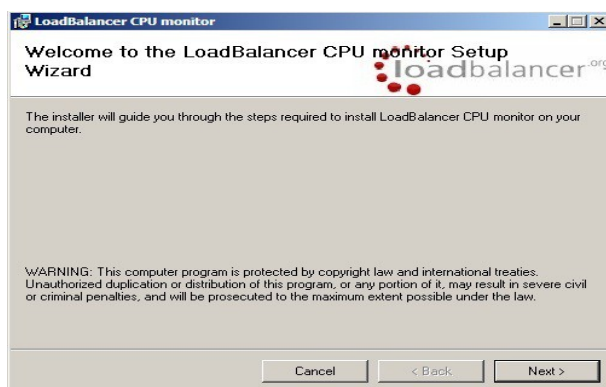 LoadBalancer CPU monitor
Welcome to the LoadBalancer CPU monitor Setup
Wizard
loadbalancer.org
The installer will guide you through the steps required to install LoadBalancer CPU monitor on your
computer.
WARNING: This computer program is protected by copyright law and international treaties.
Unauthorized duplication or distribution of this program, or any portion of it, may result in severe civil
or criminal penalties, and will be prosecuted to the maximum extent possible under the law.
Cancel
< Back
Next >